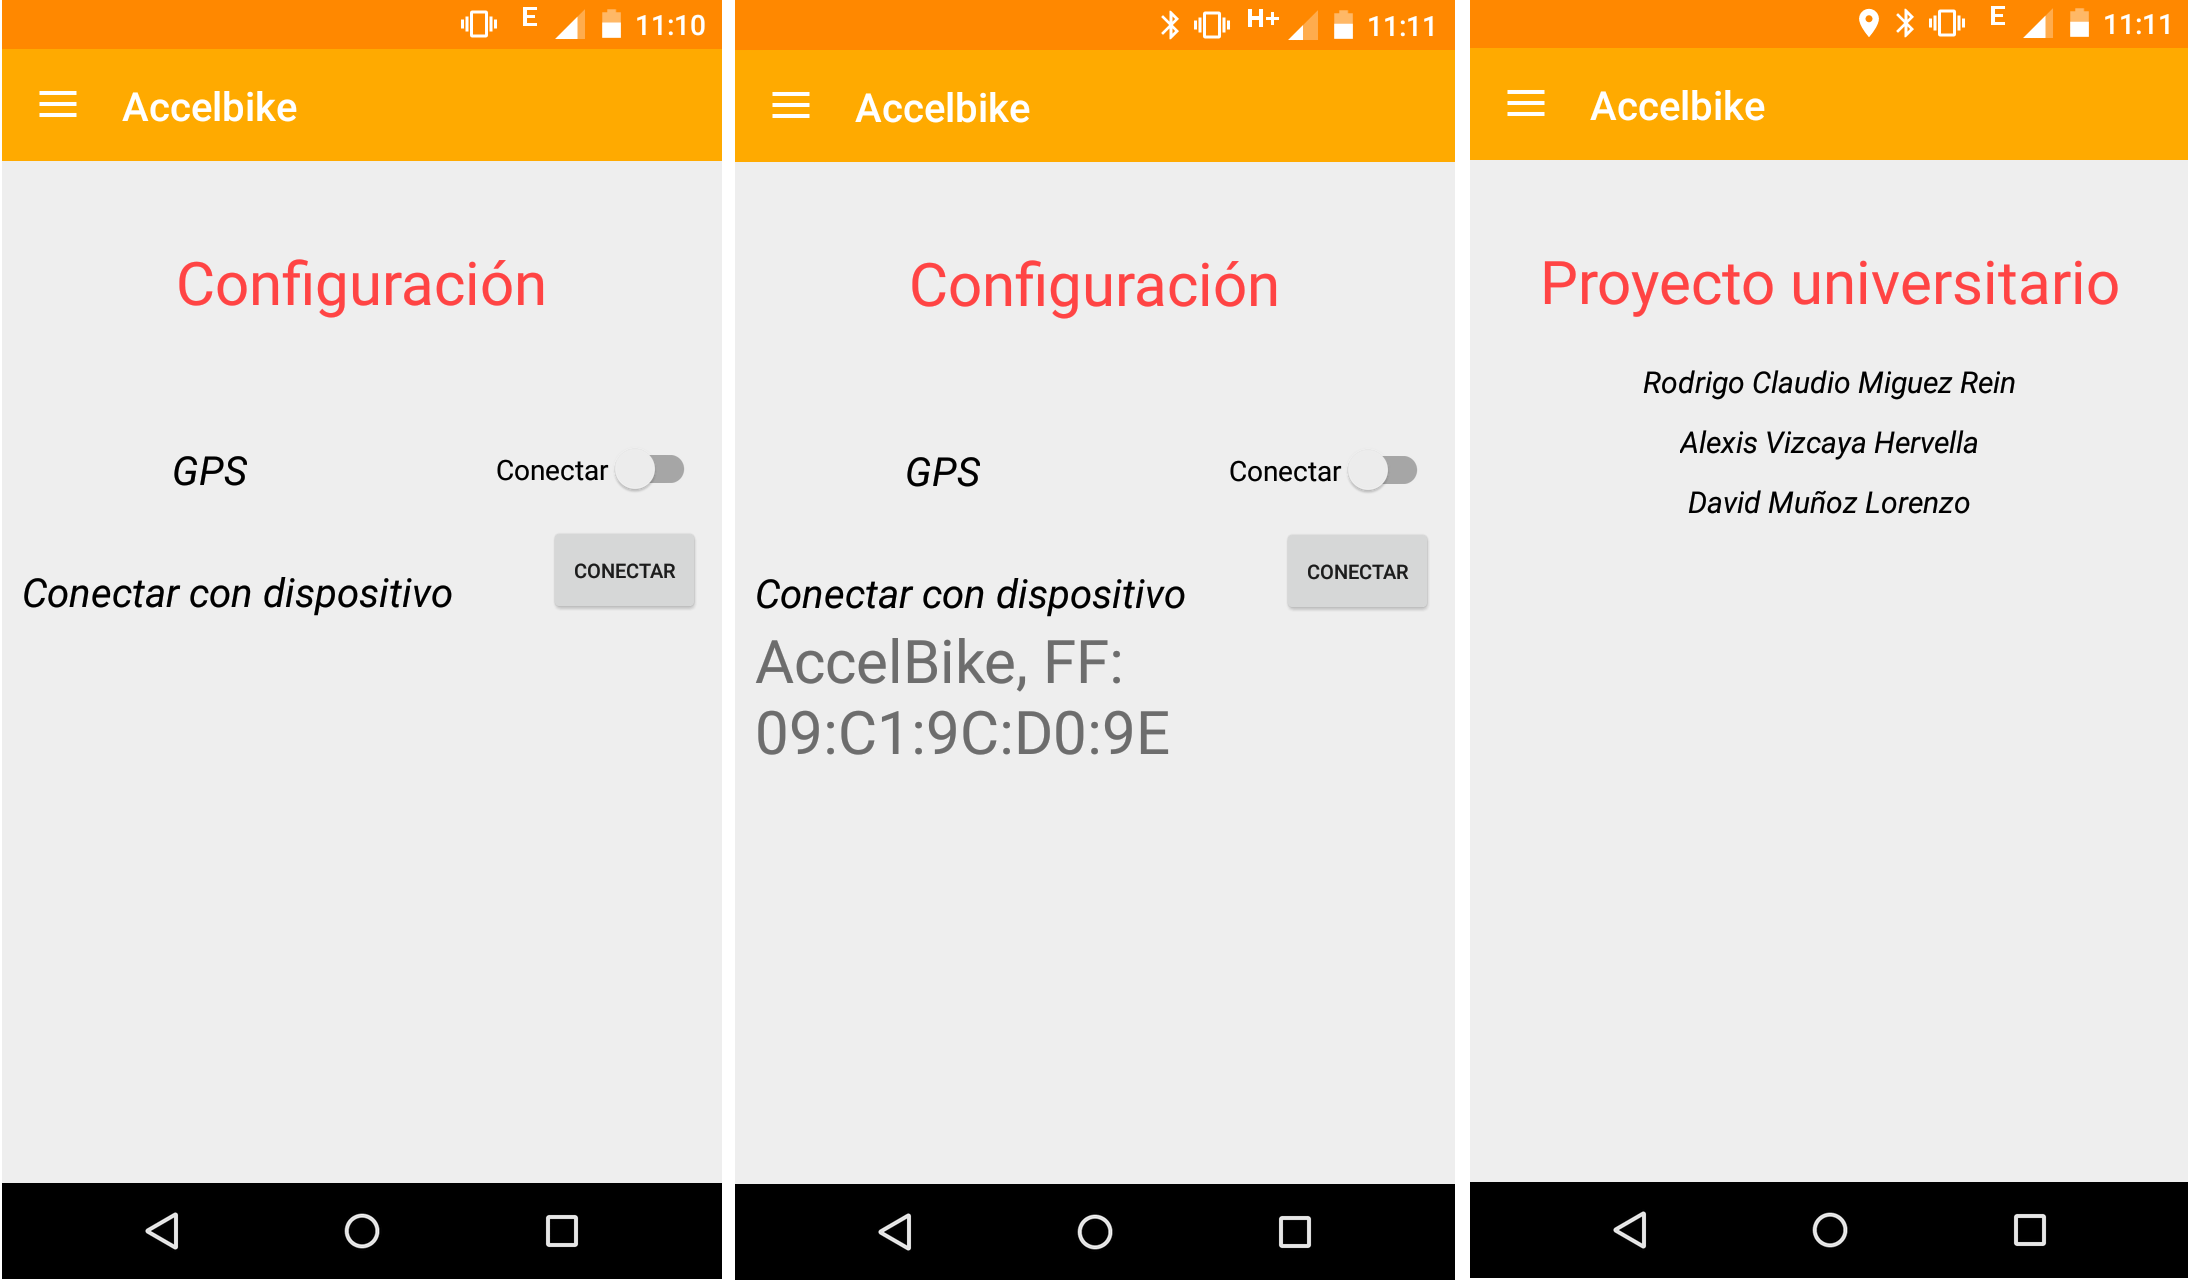 E 11:10
Accelbike
Configuración
GPS Conectar
CONECTAR
Conectar con dispositivo
H+ 11:11
Accelbike
Configuración
GPS Conectar
CONECTAR
Conectar con dispositivo
AccelBike, FF:
09:C1:9C:D0:9E
E 11:11
Accelbike
Proyecto universitario
Rodrigo Claudio Miguez Rein
Alexis Vizcaya Hervella
David Muñoz Lorenzo